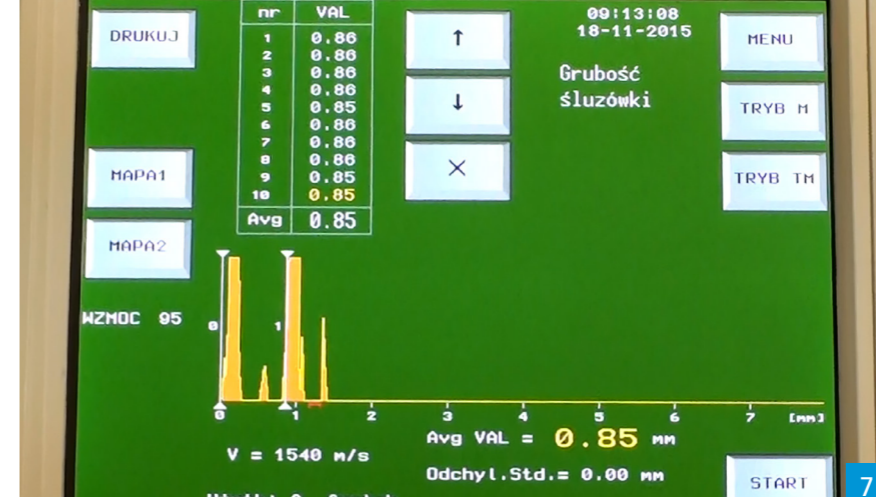 DRUKUJ
nr VAL
1 0.86
2 0.86
3 0.86
4 0.86
5 0.85
6 0.86
7 0.86
8 0.86
9 0.85
10 0.85
Avg 0.85
↑
↓
×
09:13:08
18-11-2015
Grubość
śluzówki
MENU
TRYB M
TRYB TM
MAPA1
MAPA2
WZMOC 95
0 1
0 1 2 3 4 5 6 7 [mm]
V = 1540 m/s
Avg VAL = 0.85 mm
Odchyl.Std.= 0.00 mm
START
7